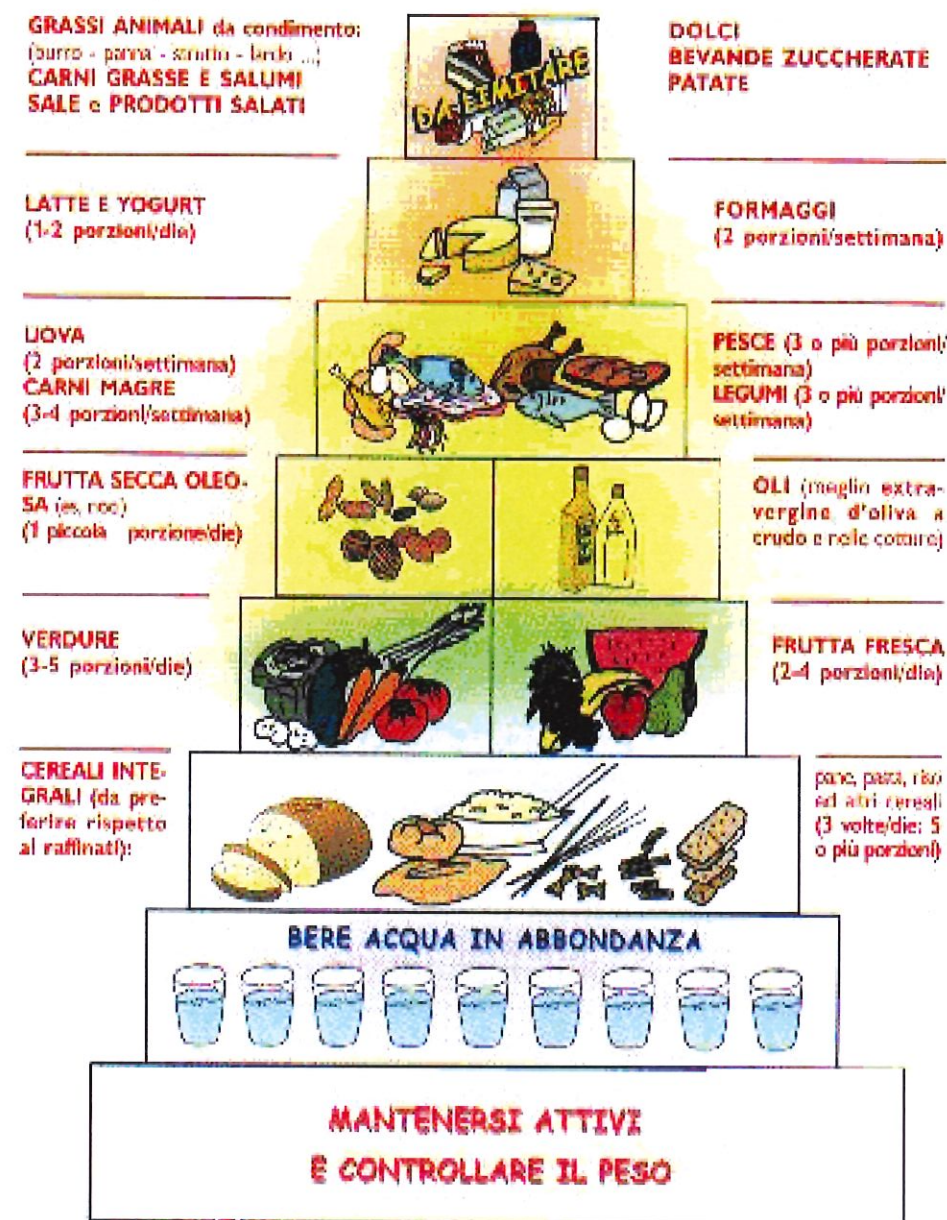 GRASSI ANIMALI da condimento:
(burro - panna - strutto - lardo ...)
CARNI GRASSE E SALUMI
SALE e PRODOTTI SALATI
DA LIMITARE
DOLCI
BEVANDE ZUCCHERATE
PATATE
LATTE E YOGURT
(1-2 porzioni/die)
FORMAGGI
(2 porzioni/settimana)
UOVA
(2 porzioni/settimana)
CARNI MAGRE
(3-4 porzioni/settimana)
PESCE (3 o più porzioni/
settimana)
LEGUMI (3 o più porzioni/
settimana)
FRUTTA SECCA OLEO-
SA (es, noci)
(1 piccola porzione/die)
OLI (meglio extra-
vergine d'oliva a
crudo e nelle cotture)
VERDURE
(3-5 porzioni/die)
FRUTTA FRESCA
(2-4 porzioni/die)
CEREALI INTE-
GRALI (da pre-
ferire rispetto
ai raffinati):
pane, pasta, riso
ed atri cereali
(3 volte/die: 5
o più porzioni)
BERE ACQUA IN ABBONDANZA
MANTENERSI ATTIVI
E CONTROLLARE IL PESO